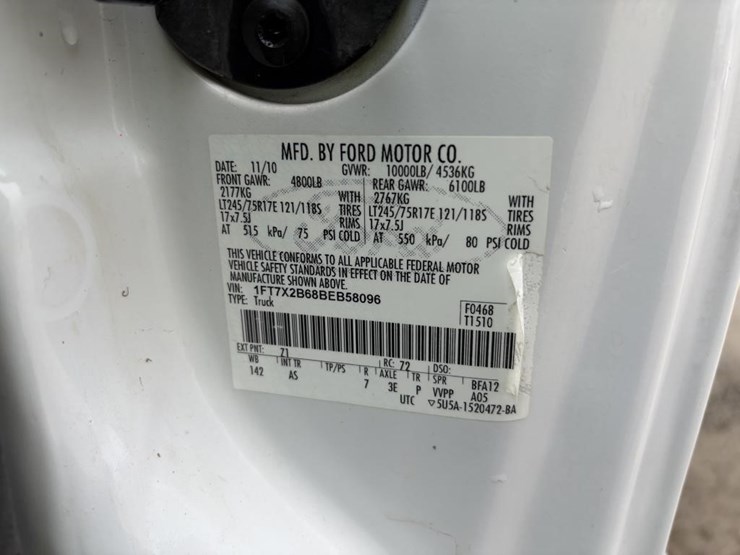 MFD. BY FORD MOTOR CO.
DATE: 11/10 GVWR: 10000LB/ 4536KG
FRONT GAWR: 4800LB REAR GAWR: 6100LB
2177KG WITH 2767KG WITH
LT245/75R17E 121/118S TIRES LT245/75R17E 121/118S TIRES
17x7.5J RIMS 17x7.5J RIMS
AT 515 kPa/ 75 PSI COLD AT 550 kPa/ 80 PSI COLD
THIS VEHICLE CONFORMS TO ALL APPLICABLE FEDERAL MOTOR
VEHICLE SAFETY STANDARDS IN EFFECT ON THE DATE OF
MANUFACTURE SHOWN ABOVE.
VIN: 1FT7X2B68BEB58096
TYPE: Truck
F0468
T1510
EXT PNT: Z1 RC: 72 DSO:
WB INT TR TP/PS R AXLE TR SPR BFA12
142 AS 7 3E P VVPP A05
UTC ▽5U5A-1520472-BA